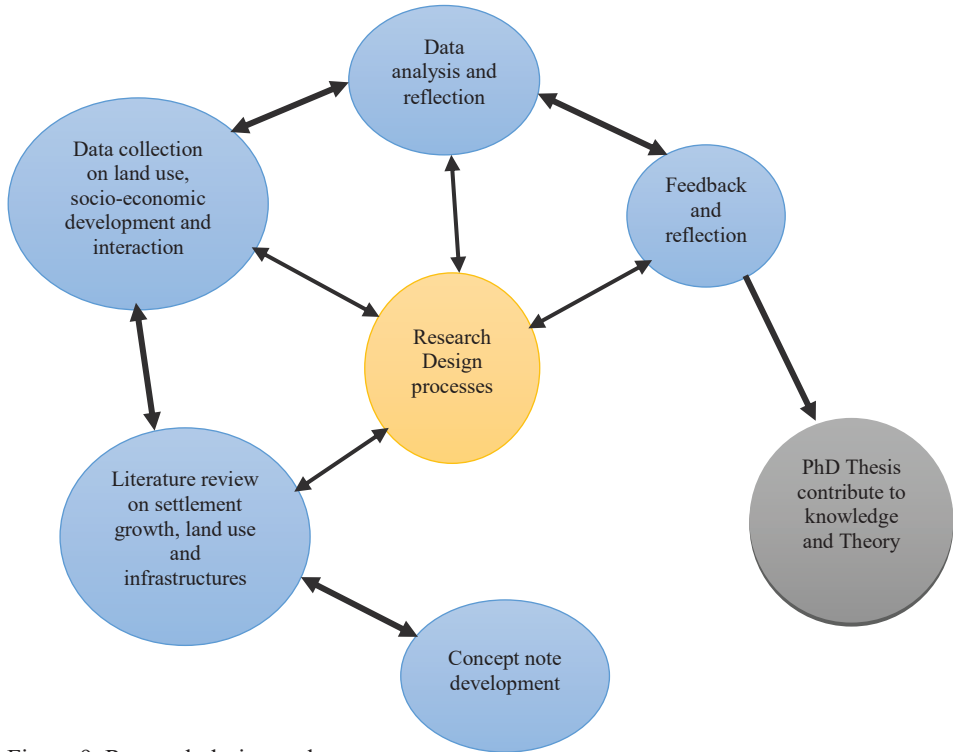 Data
analysis and
reflection
Data collection
on land use,
socio-economic
development and
interaction
Feedback
and
reflection
Research
Design
processes
Literature review
on settlement
growth, land use
and
infrastructures
PhD Thesis
contribute to
knowledge
and Theory
Concept note
development